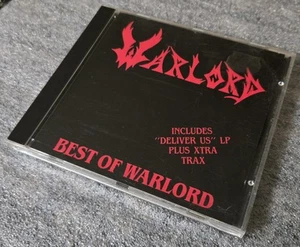 WARLORD
INCLUDES
"DELIVER US" LP
PLUS XTRA
TRAX
BEST OF WARLORD